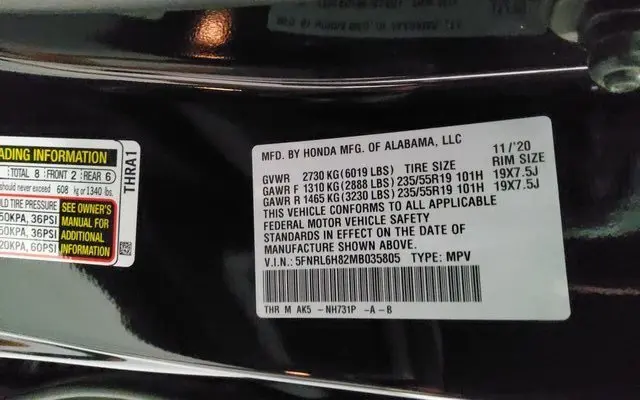 ADING INFORMATION
TOTAL 8 FRONT 2 REAR 6
should never exceed 608 kg or 1340 lbs.
LD TIRE PRESSURE
50KPA, 36PSI
50KPA, 36PSI
20KPA, 60PSI
SEE OWNER'S
MANUAL FOR
ADDITIONAL
INFORMATION
THRA1
MFD. BY HONDA MFG. OF ALABAMA, LLC 11/'20
GVWR 2730 KG(6019 LBS) TIRE SIZE RIM SIZE
GAWR F 1310 KG(2888 LBS) 235/55R19 101H 19X7.5J
GAWR R 1465 KG(3230 LBS) 235/55R19 101H 19X7.5J
THIS VEHICLE CONFORMS TO ALL APPLICABLE
FEDERAL MOTOR VEHICLE SAFETY
STANDARDS IN EFFECT ON THE DATE OF
MANUFACTURE SHOWN ABOVE.
V.I.N.: 5FNRL6H82MB035805 TYPE: MPV
THR M AK5 -NH731P -A-B